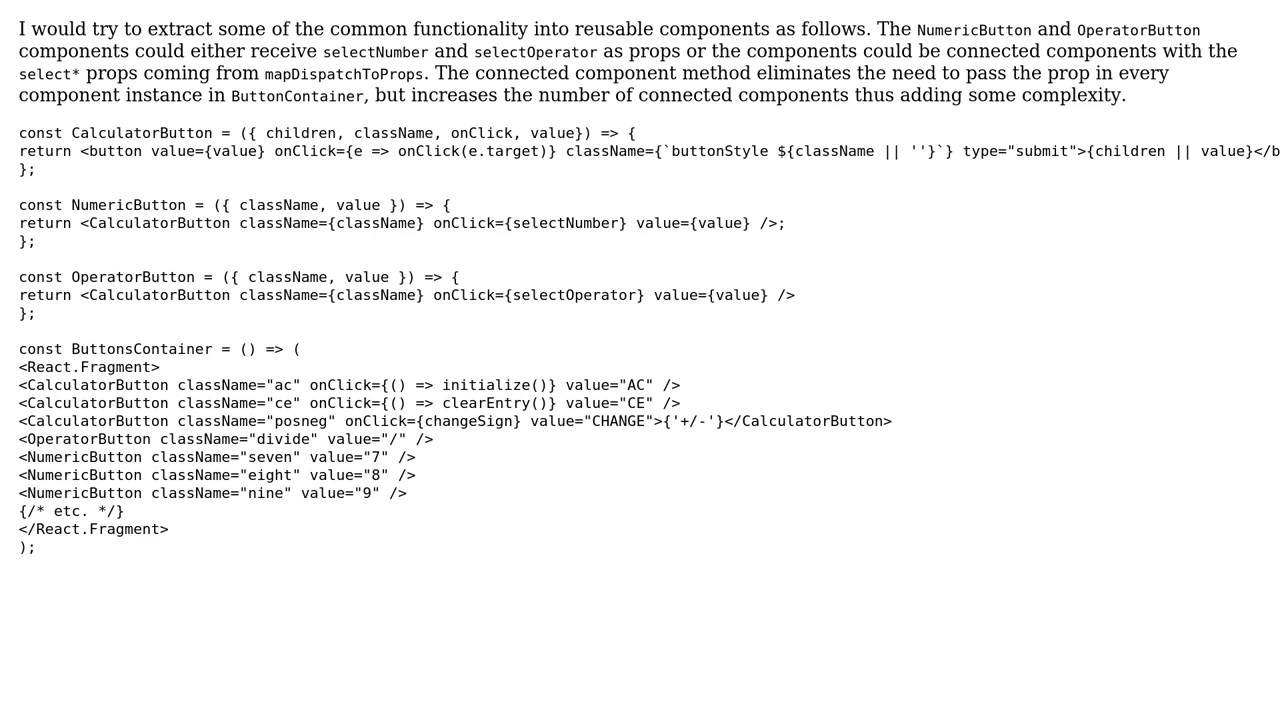 I would try to extract some of the common functionality into reusable components as follows. The NumericButton and OperatorButton
components could either receive selectNumber and selectOperator as props or the components could be connected components with the
select* props coming from mapDispatchToProps. The connected component method eliminates the need to pass the prop in every
component instance in ButtonContainer, but increases the number of connected components thus adding some complexity.
const CalculatorButton = ({ children, className, onClick, value}) => {
return <button value={value} onClick={e => onClick(e.target)} className={`buttonStyle ${className || ''}`} type="submit">{children || value}</b
};
const NumericButton = ({ className, value }) => {
return <CalculatorButton className={className} onClick={selectNumber} value={value} />;
};
const OperatorButton = ({ className, value }) => {
return <CalculatorButton className={className} onClick={selectOperator} value={value} />
};
const ButtonsContainer = () => (
<React.Fragment>
<CalculatorButton className="ac" onClick={() => initialize()} value="AC" />
<CalculatorButton className="ce" onClick={() => clearEntry()} value="CE" />
<CalculatorButton className="posneg" onClick={changeSign} value="CHANGE">{'+/-'}</CalculatorButton>
<OperatorButton className="divide" value="/" />
<NumericButton className="seven" value="7" />
<NumericButton className="eight" value="8" />
<NumericButton className="nine" value="9" />
{/* etc. */}
</React.Fragment>
);